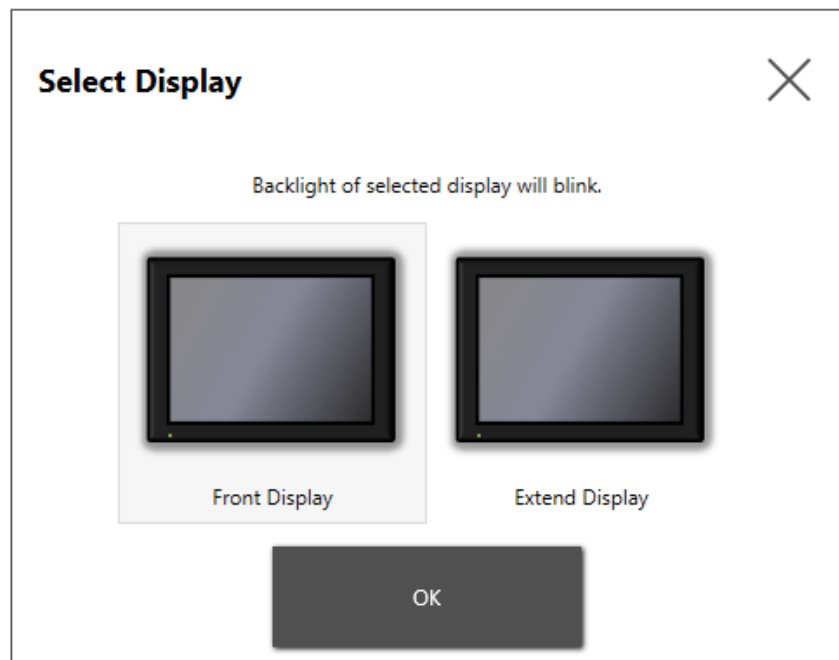 Select Display
Backlight of selected display will blink.
Front Display
Extend Display
OK